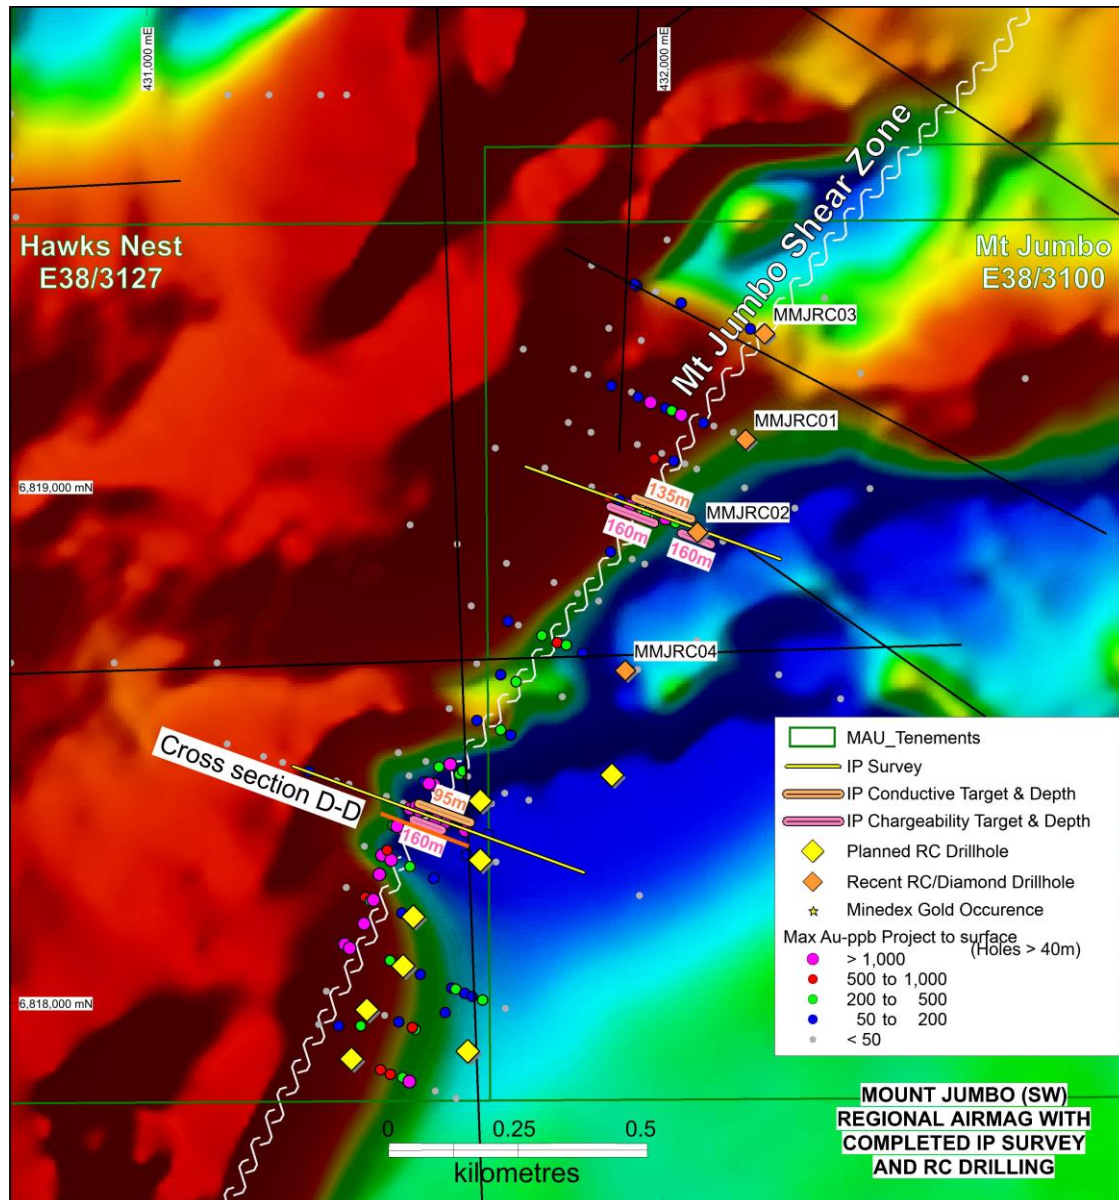 431,000 mE
432,000 mE
Mt Jumbo Shear Zone
Hawks Nest
E38/3127
Mt Jumbo
E38/3100
MMJRC03
MMJRC01
6,819,000 mN
135m
MMJRC02
160m
160m
MMJRC04
Cross section D-D
95m
160m
MAU_Tenements
IP Survey
IP Conductive Target & Depth
IP Chargeability Target & Depth
Planned RC Drillhole
Recent RC/Diamond Drillhole
Minedex Gold Occurence
Max Au-ppb Project to surface
(Holes > 40m)
> 1,000
500 to 1,000
200 to 500
50 to 200
< 50
6,818,000 mN
MOUNT JUMBO (SW)
REGIONAL AIRMAG WITH
COMPLETED IP SURVEY
AND RC DRILLING
0 0.25 0.5
kilometres